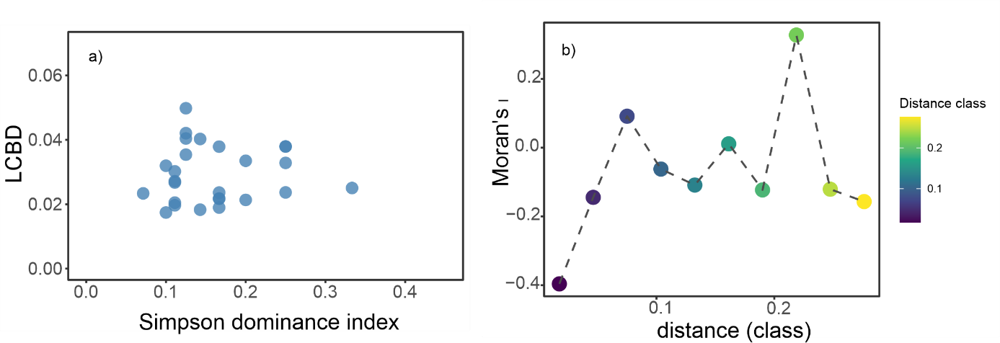 a)
LCBD
0.06
0.04
0.02
0.00
0.0 0.1 0.2 0.3 0.4
Simpson dominance index
b)
Moran's I
0.2
0.0
−0.2
−0.4
0.1 0.2
distance (class)
Distance class
0.2
0.1